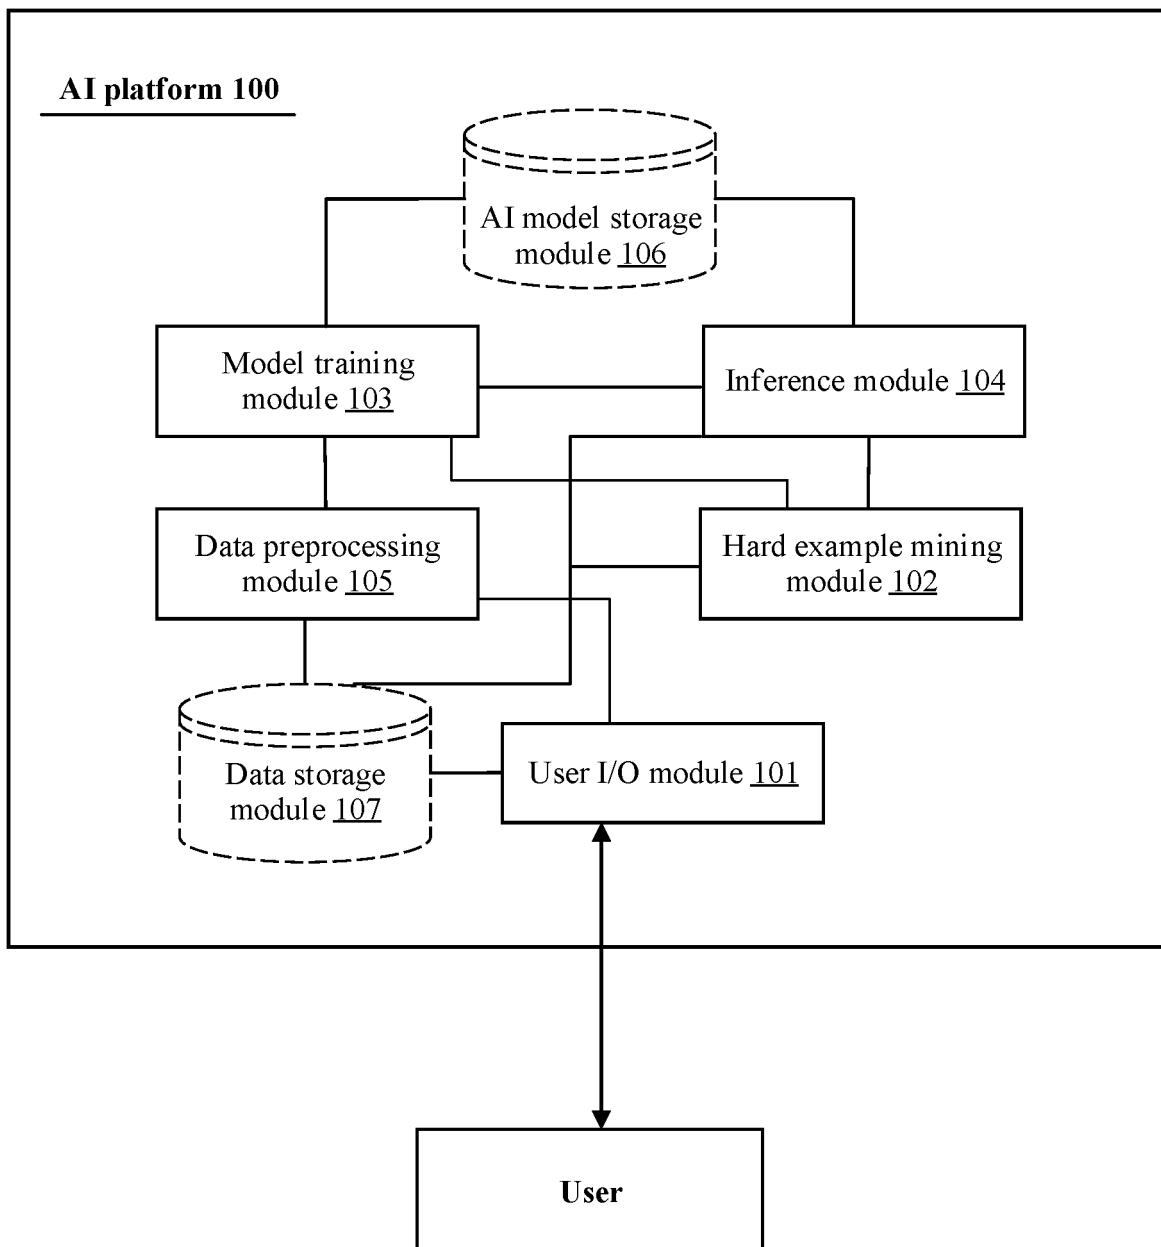 AI platform 100
AI model storage
module 106
Model training
module 103
Inference module 104
Data preprocessing
module 105
Hard example mining
module 102
Data storage
module 107
User I/O module 101
User